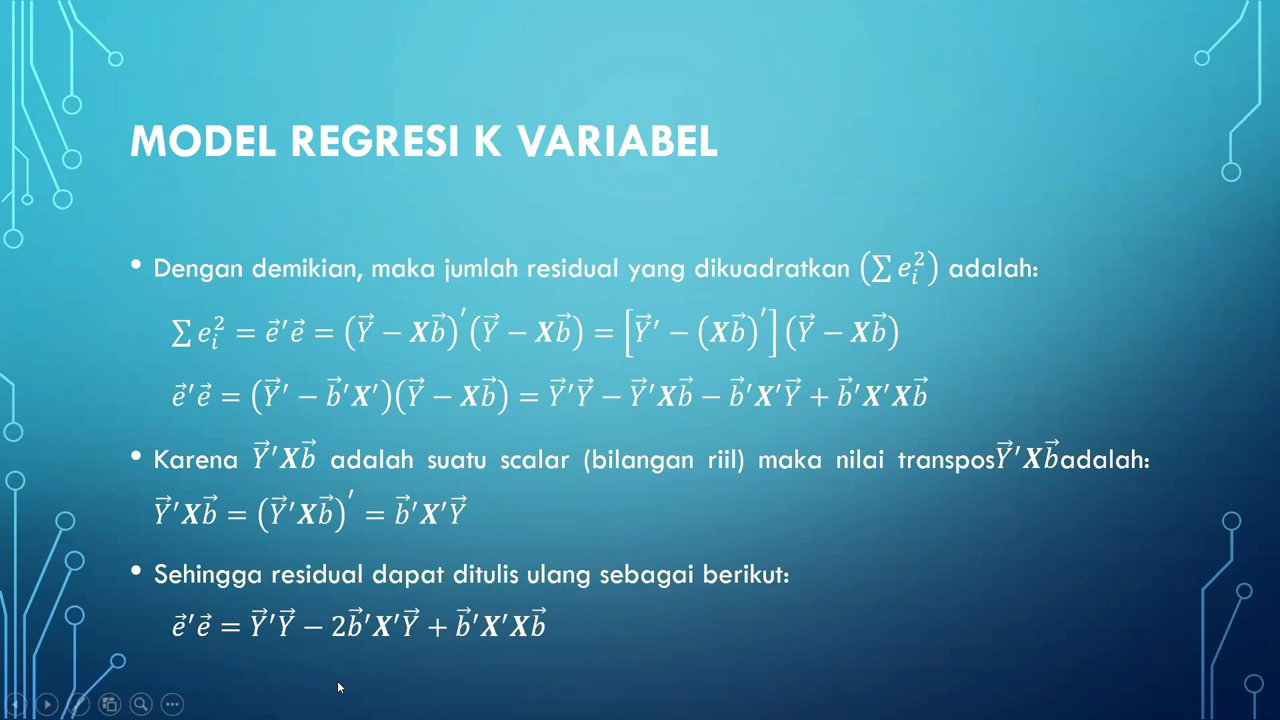 MODEL REGRESI K VARIABEL
• Dengan demikian, maka jumlah residual yang dikuadratkan (∑ e_i^2) adalah:
∑ e_i^2 = e⃗′e⃗ = (Y⃗ − 𝑿b⃗)′(Y⃗ − 𝑿b⃗) = [Y⃗′ − (𝑿b⃗)′](Y⃗ − 𝑿b⃗)
e⃗′e⃗ = (Y⃗′ − b⃗′𝑿′)(Y⃗ − 𝑿b⃗) = Y⃗′Y⃗ − Y⃗′𝑿b⃗ − b⃗′𝑿′Y⃗ + b⃗′𝑿′𝑿b⃗
• Karena Y⃗′𝑿b⃗ adalah suatu scalar (bilangan riil) maka nilai transposY⃗′𝑿b⃗adalah:
Y⃗′𝑿b⃗ = (Y⃗′𝑿b⃗)′ = b⃗′𝑿′Y⃗
• Sehingga residual dapat ditulis ulang sebagai berikut:
e⃗′e⃗ = Y⃗′Y⃗ − 2b⃗′𝑿′Y⃗ + b⃗′𝑿′𝑿b⃗